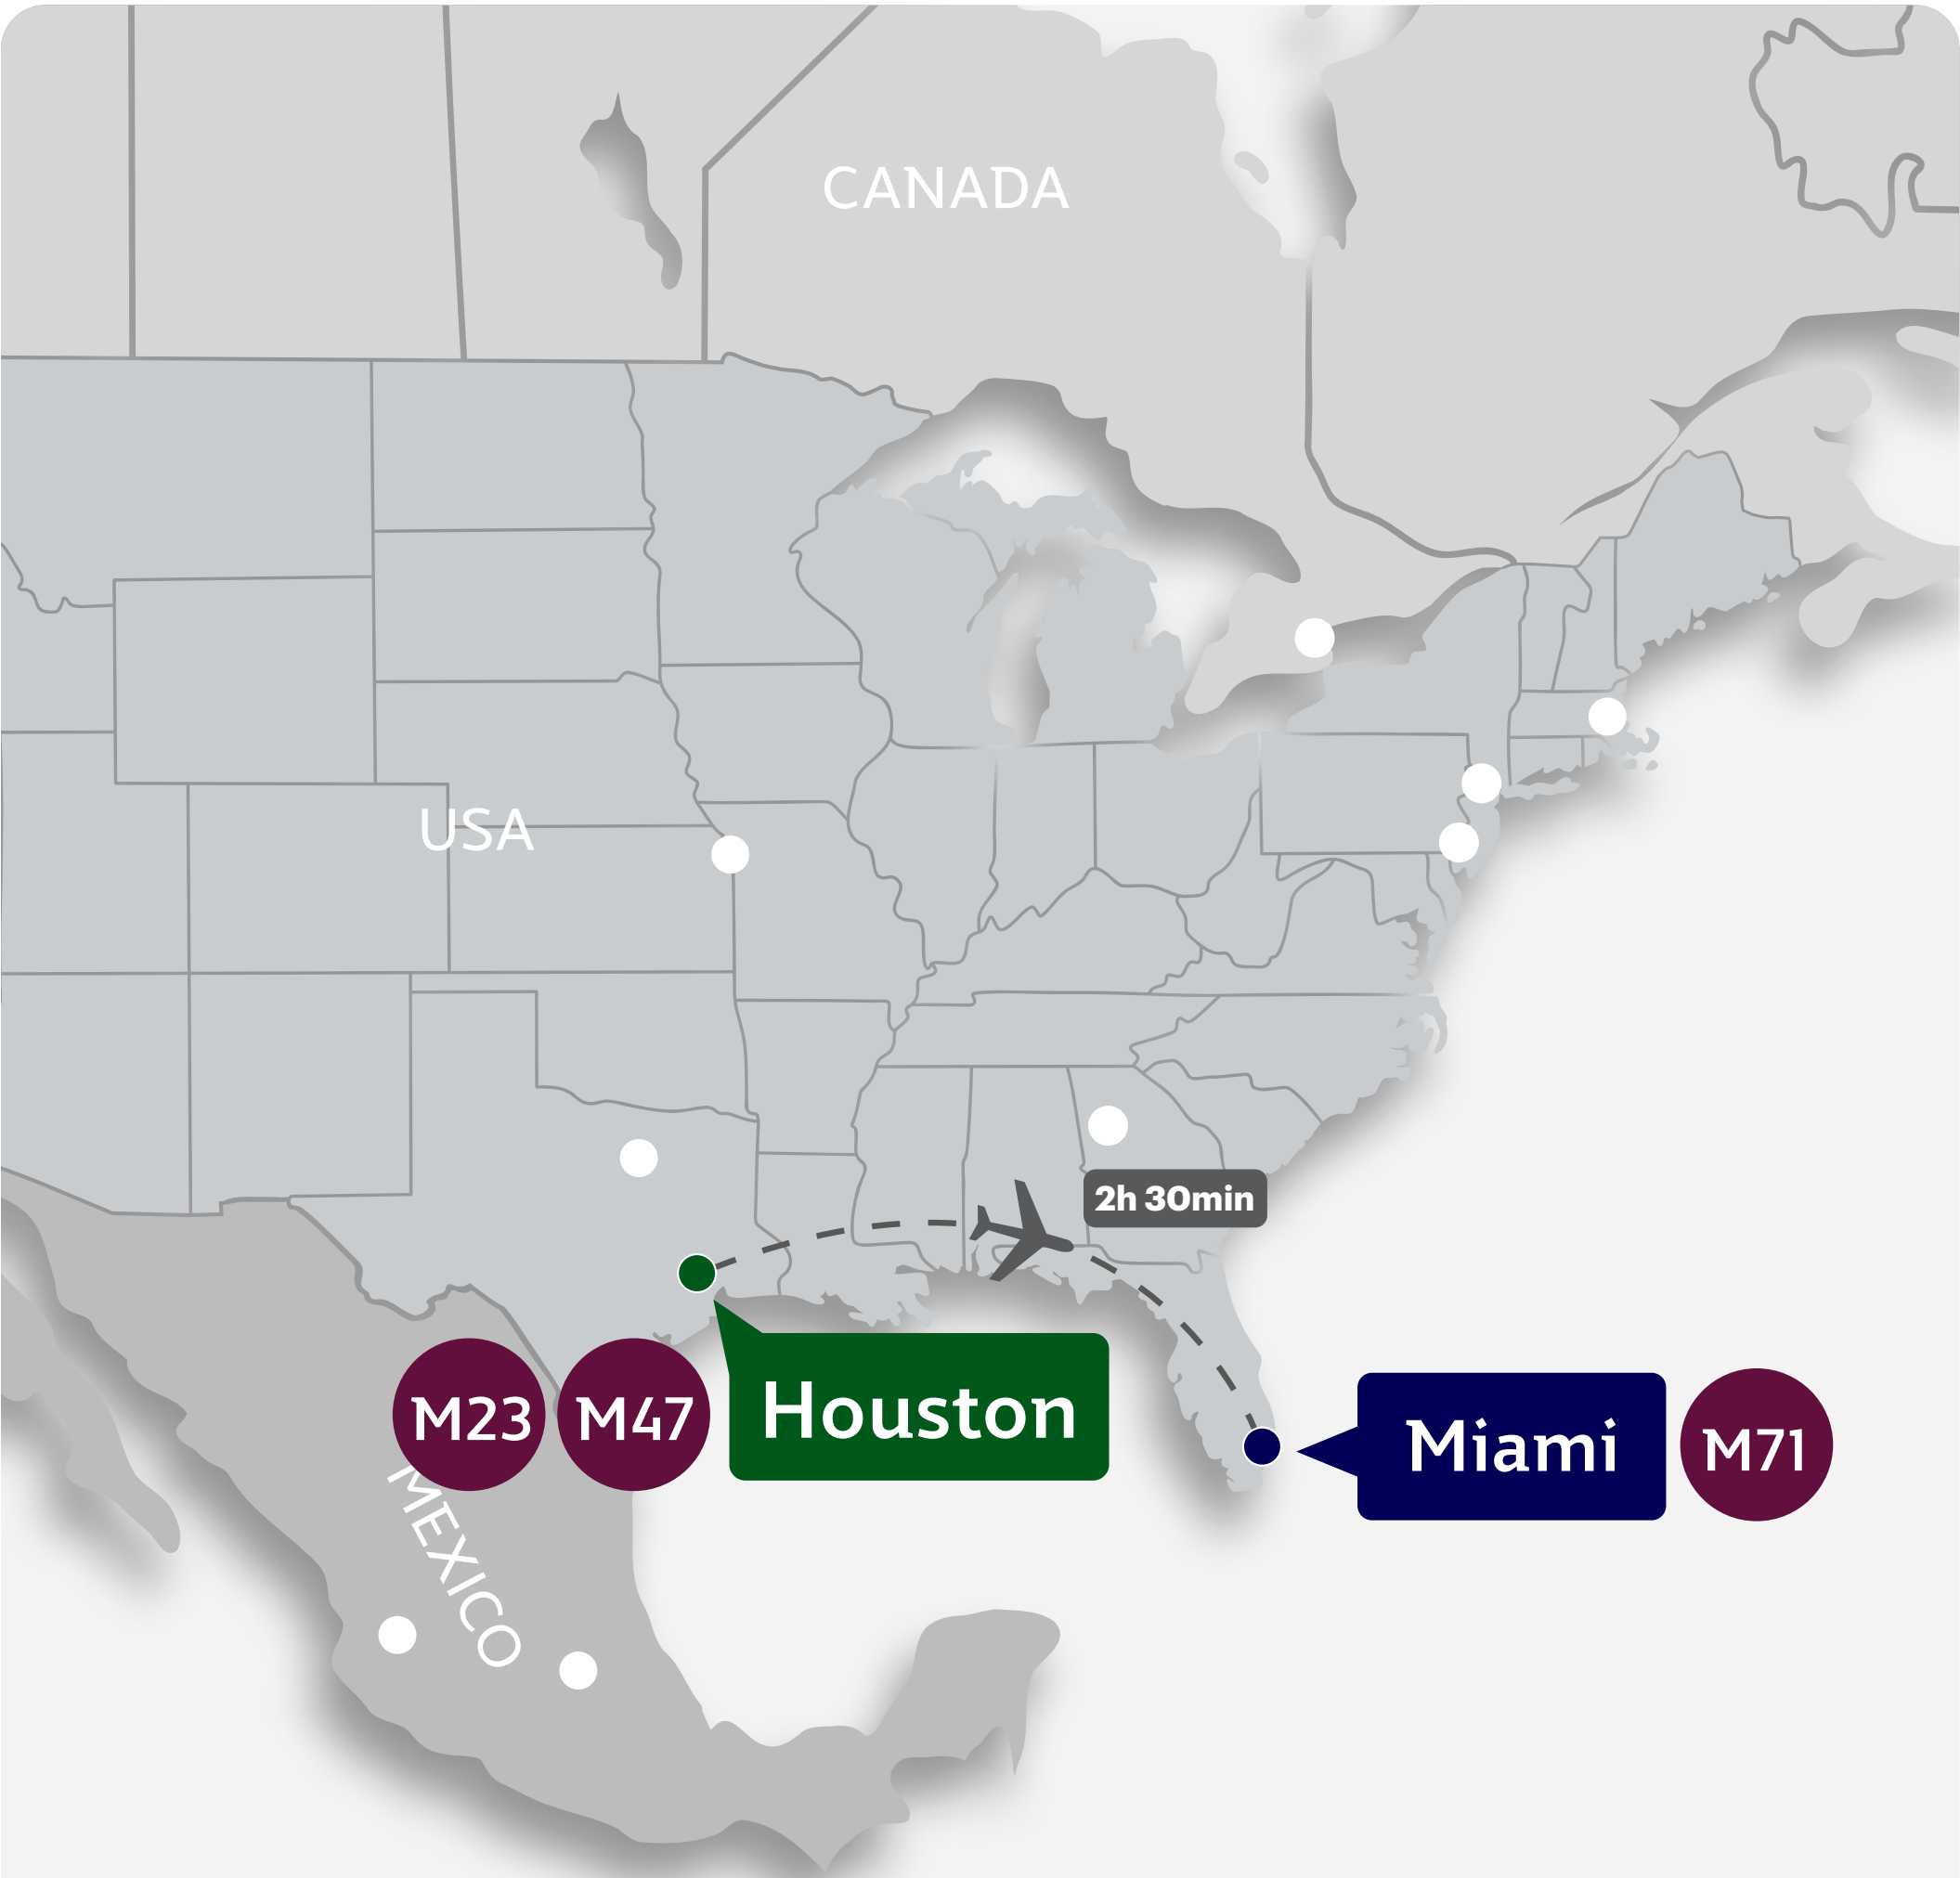 CANADA
USA
2h 30min
M23
M47
Houston
Miami
M71
MEXICO